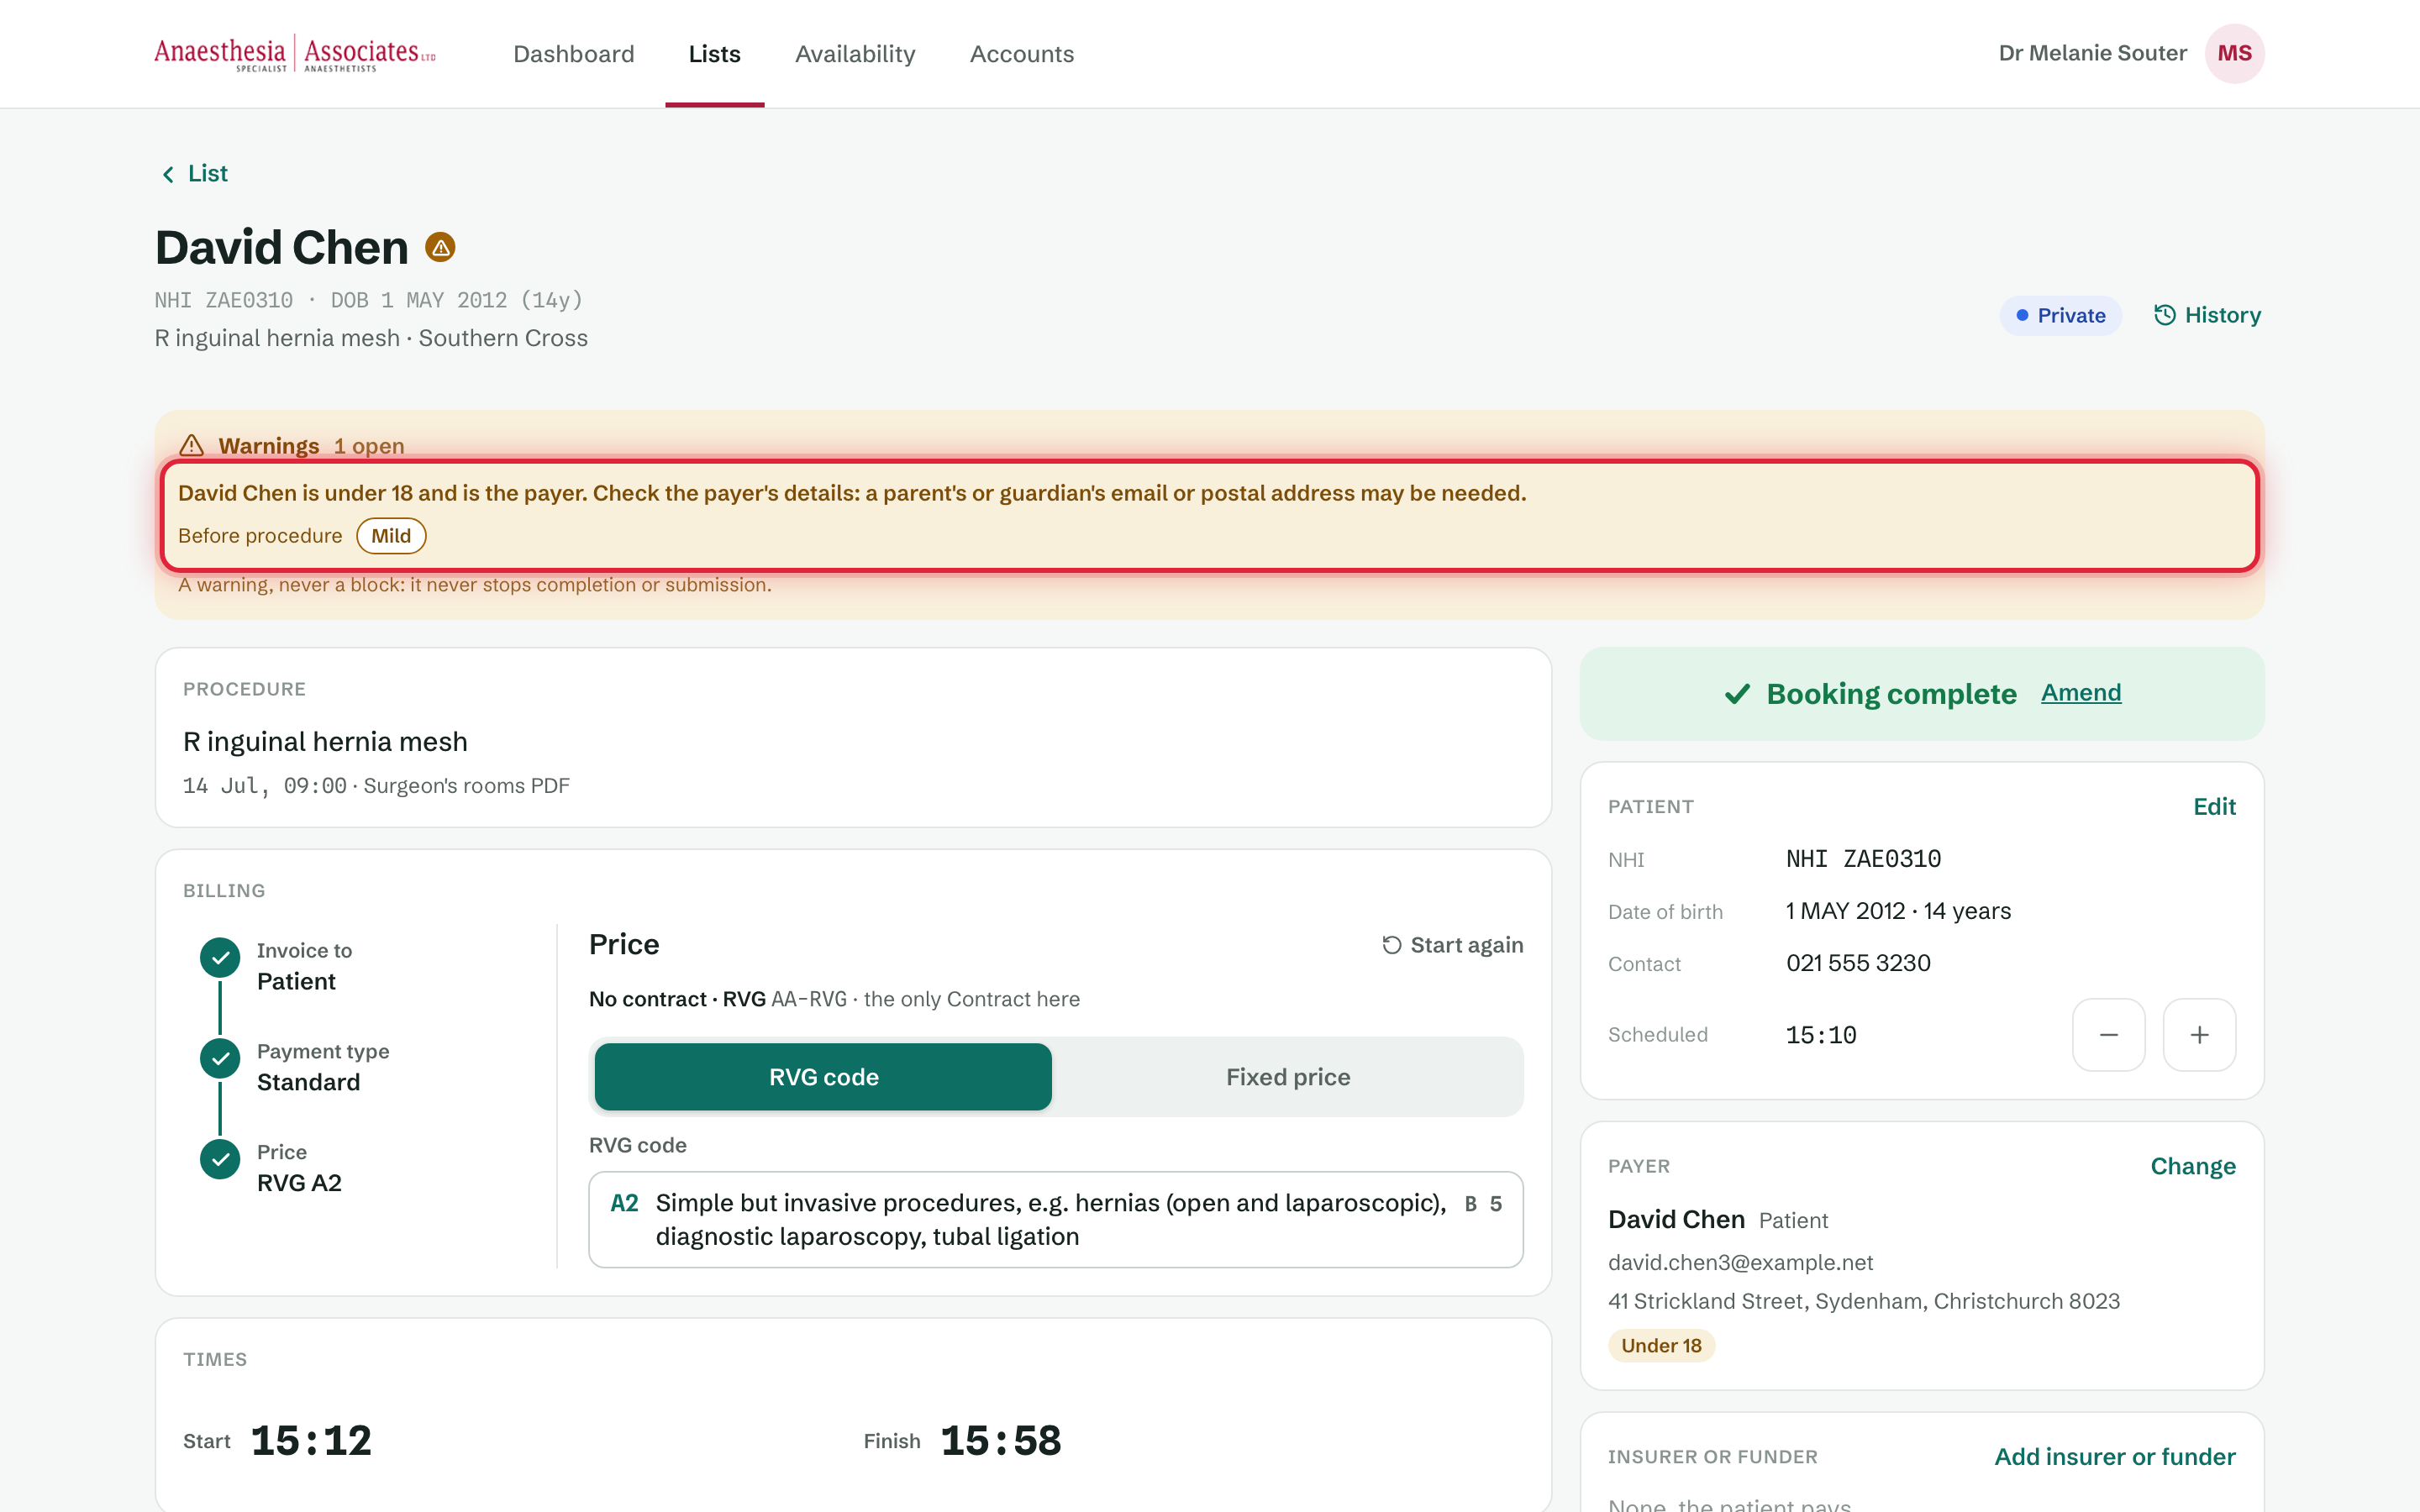 Anaesthesia Associates LTD
SPECIALIST ANAESTHETISTS
Dashboard
Lists
Availability
Accounts
Dr Melanie Souter
MS
List
David Chen
NHI ZAE0310 · DOB 1 MAY 2012 (14y)
R inguinal hernia mesh · Southern Cross
Private
History
Warnings 1 open
David Chen is under 18 and is the payer. Check the payer's details: a parent's or guardian's email or postal address may be needed.
Before procedure Mild
A warning, never a block: it never stops completion or submission.
PROCEDURE
R inguinal hernia mesh
14 Jul, 09:00 · Surgeon's rooms PDF
BILLING
Invoice to
Patient
Payment type
Standard
Price
RVG A2
Price
Start again
No contract · RVG AA-RVG · the only Contract here
RVG code
Fixed price
RVG code
A2 Simple but invasive procedures, e.g. hernias (open and laparoscopic), B 5
diagnostic laparoscopy, tubal ligation
TIMES
Start 15:12
Finish 15:58
Booking complete Amend
PATIENT
Edit
NHI NHI ZAE0310
Date of birth 1 MAY 2012 · 14 years
Contact 021 555 3230
Scheduled 15:10
PAYER
Change
David Chen Patient
david.chen3@example.net
41 Strickland Street, Sydenham, Christchurch 8023
Under 18
INSURER OR FUNDER
Add insurer or funder
None, the patient pays